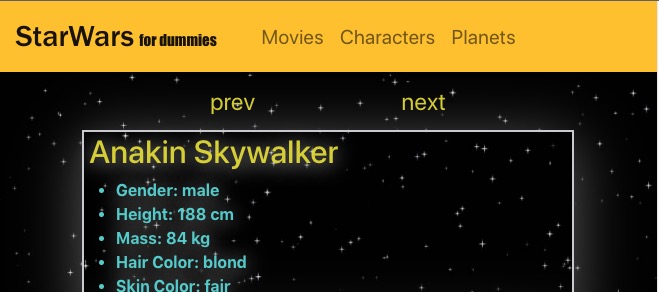 StarWars for dummies Movies Characters Planets
prev next
Anakin Skywalker
Gender: male
Height: 188 cm
Mass: 84 kg
Hair Color: blond
Skin Color: fair